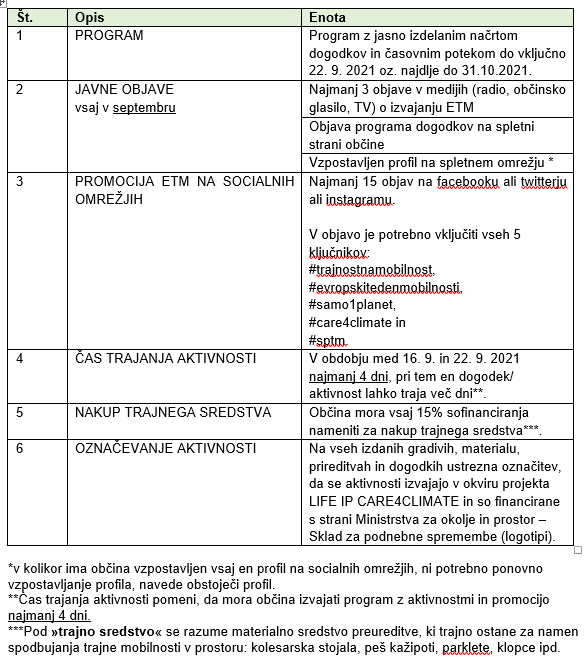 Št. Opis Enota
1 PROGRAM Program z jasno izdelanim načrtom
dogodkov in časovnim potekom do vključno
22. 9. 2021 oz. najdlje do 31.10.2021.
2 JAVNE OBJAVE
vsaj v septembru
Najmanj 3 objave v medijih (radio, občinsko
glasilo, TV) o izvajanju ETM
Objava programa dogodkov na spletni
strani občine
Vzpostavljen profil na spletnem omrežju *
3 PROMOCIJA ETM NA SOCIALNIH
OMREŽJIH
Najmanj 15 objav na facebooku ali twitterju
ali instagramu.
V objavo je potrebno vključiti vseh 5
ključnikov:
#trajnostnamobilnost,
#evropskitedenmobilnosti,
#samo1planet,
#care4climate in
#sptm.
4 ČAS TRAJANJA AKTIVNOSTI V obdobju med 16. 9. in 22. 9. 2021
najmanj 4 dni, pri tem en dogodek/
aktivnost lahko traja več dni**.
5 NAKUP TRAJNEGA SREDSTVA Občina mora vsaj 15% sofinanciranja
nameniti za nakup trajnega sredstva***.
6 OZNAČEVANJE AKTIVNOSTI Na vseh izdanih gradivih, materialu,
prireditvah in dogodkih ustrezna označitev,
da se aktivnosti izvajajo v okviru projekta
LIFE IP CARE4CLIMATE in so financirane
s strani Ministrstva za okolje in prostor –
Sklad za podnebne spremembe (logotipi).
*v kolikor ima občina vzpostavljen vsaj en profil na socialnih omrežjih, ni potrebno ponovno
vzpostavljanje profila, navede obstoječi profil.
**Čas trajanja aktivnosti pomeni, da mora občina izvajati program z aktivnostmi in promocijo
najmanj 4 dni.
***Pod »trajno sredstvo« se razume materialno sredstvo preureditve, ki trajno ostane za namen
spodbujanja trajne mobilnosti v prostoru: kolesarska stojala, peš kažipoti, parklete, klopce ipd.